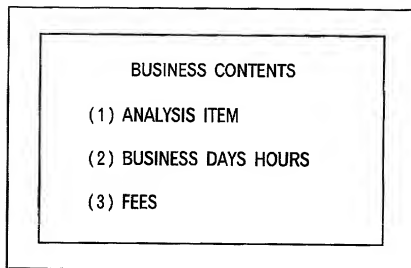 BUSINESS CONTENTS
(1) ANALYSIS ITEM
(2) BUSINESS DAYS HOURS
(3) FEES